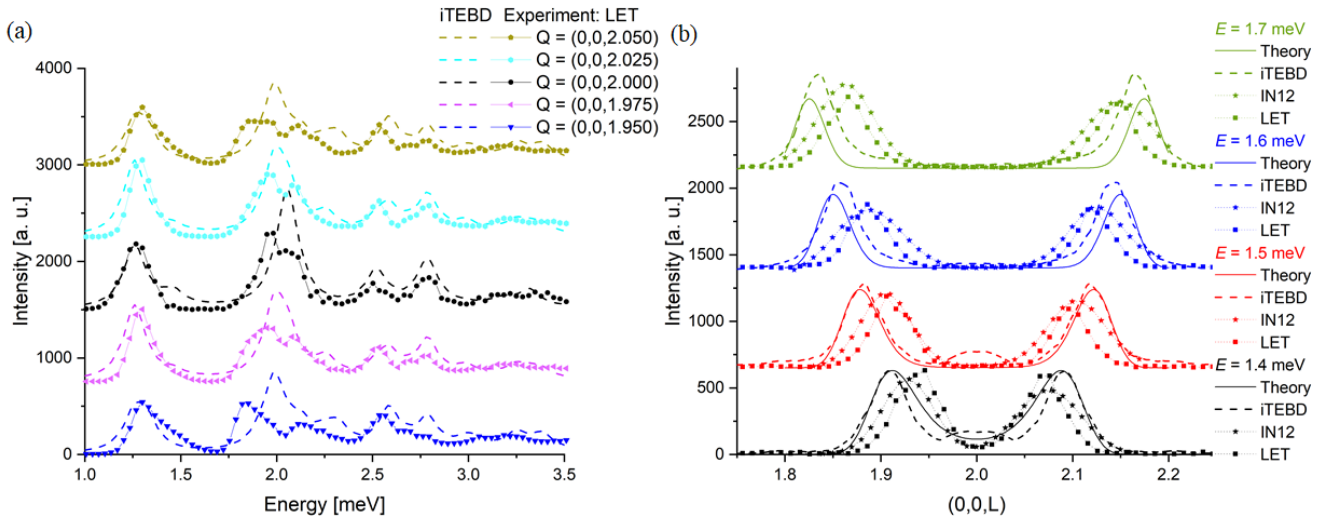 (a)
iTEBD Experiment: LET
Q = (0,0,2.050)
Q = (0,0,2.025)
Q = (0,0,2.000)
Q = (0,0,1.975)
Q = (0,0,1.950)
4000
3000
2000
1000
0
Intensity [a. u.]
1.0 1.5 2.0 2.5 3.0 3.5
Energy [meV]
(b)
E = 1.7 meV
Theory
iTEBD
IN12
LET
E = 1.6 meV
Theory
iTEBD
IN12
LET
E = 1.5 meV
Theory
iTEBD
IN12
LET
E = 1.4 meV
Theory
iTEBD
IN12
LET
2500
2000
1500
1000
500
0
Intensity [a. u.]
1.8 1.9 2.0 2.1 2.2
(0,0,L)